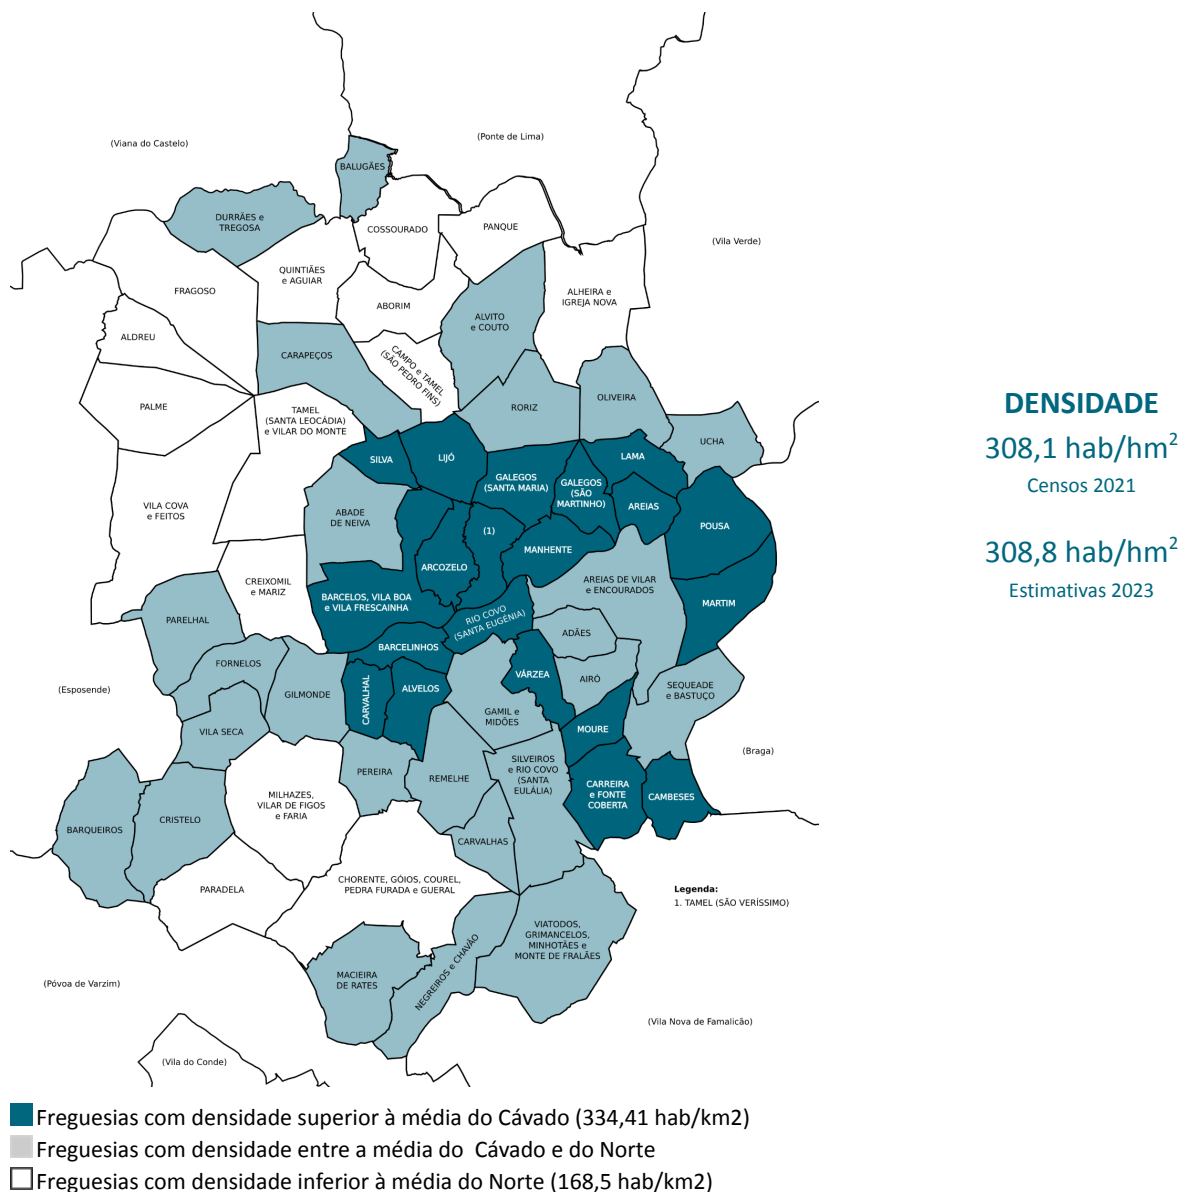 (Viana do Castelo)
(Ponte de Lima)
BALUGÃES
DURRÃES e
TREGOSA
COSSOURADO
PANQUE
(Vila Verde)
QUINTIÃES
e AGUIAR
FRAGOSO
ALHEIRA e
IGREJA NOVA
ABORIM
ALVITO
e COUTO
ALDREU
CARAPEÇOS
CAMPO e TAMEL
(SÃO PEDRO FINS)
PALME
TAMEL
(SANTA LEOCÁDIA)
e VILAR DO MONTE
RORIZ
OLIVEIRA
UCHA
SILVA
LIJÓ
LAMA
GALEGOS
(SANTA MARIA)
GALEGOS
(SÃO
MARTINHO)
AREIAS
VILA COVA
e FEITOS
ABADE
DE NEIVA
(1)
POUSA
MANHENTE
ARCOZELO
CREIXOMIL
e MARIZ
AREIAS DE VILAR
e ENCOURADOS
BARCELOS, VILA BOA
e VILA FRESCAINHA
MARTIM
RIO COVO
(SANTA EUGÉNIA)
PARELHAL
ADÃES
BARCELINHOS
FORNELOS
VÁRZEA
AIRÓ
(Esposende)
GILMONDE
CARVALHAL
ALVELOS
SEQUEADE
e BASTUÇO
GAMIL e
MIDÕES
VILA SECA
MOURE
(Braga)
PEREIRA
REMELHE
SILVEIROS
e RIO COVO
(SANTA
EULÁLIA)
CARREIRA
e FONTE
COBERTA
CAMBESES
MILHAZES,
VILAR DE FIGOS
e FARIA
BARQUEIROS
CRISTELO
CARVALHAS
PARADELA
CHORENTE, GÓIOS, COUREL,
PEDRA FURADA e GUERAL
Legenda:
1. TAMEL (SÃO VERÍSSIMO)
VIATODOS,
GRIMANCELOS,
MINHOTÃES e
MONTE DE FRALÃES
NEGREIROS e CHAVÃO
MACIEIRA
DE RATES
(Póvoa de Varzim)
(Vila Nova de Famalicão)
(Vila do Conde)
DENSIDADE
308,1 hab/hm²
Censos 2021
308,8 hab/hm²
Estimativas 2023
Freguesias com densidade superior à média do Cávado (334,41 hab/km2)
Freguesias com densidade entre a média do Cávado e do Norte
Freguesias com densidade inferior à média do Norte (168,5 hab/km2)